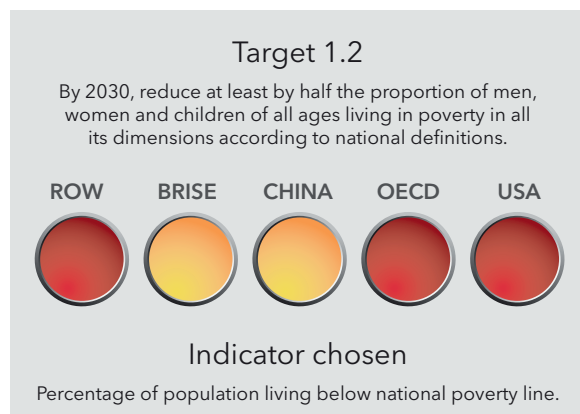 Target 1.2
By 2030, reduce at least by half the proportion of men,
women and children of all ages living in poverty in all
its dimensions according to national definitions.
ROW BRISE CHINA OECD USA
Indicator chosen
Percentage of population living below national poverty line.